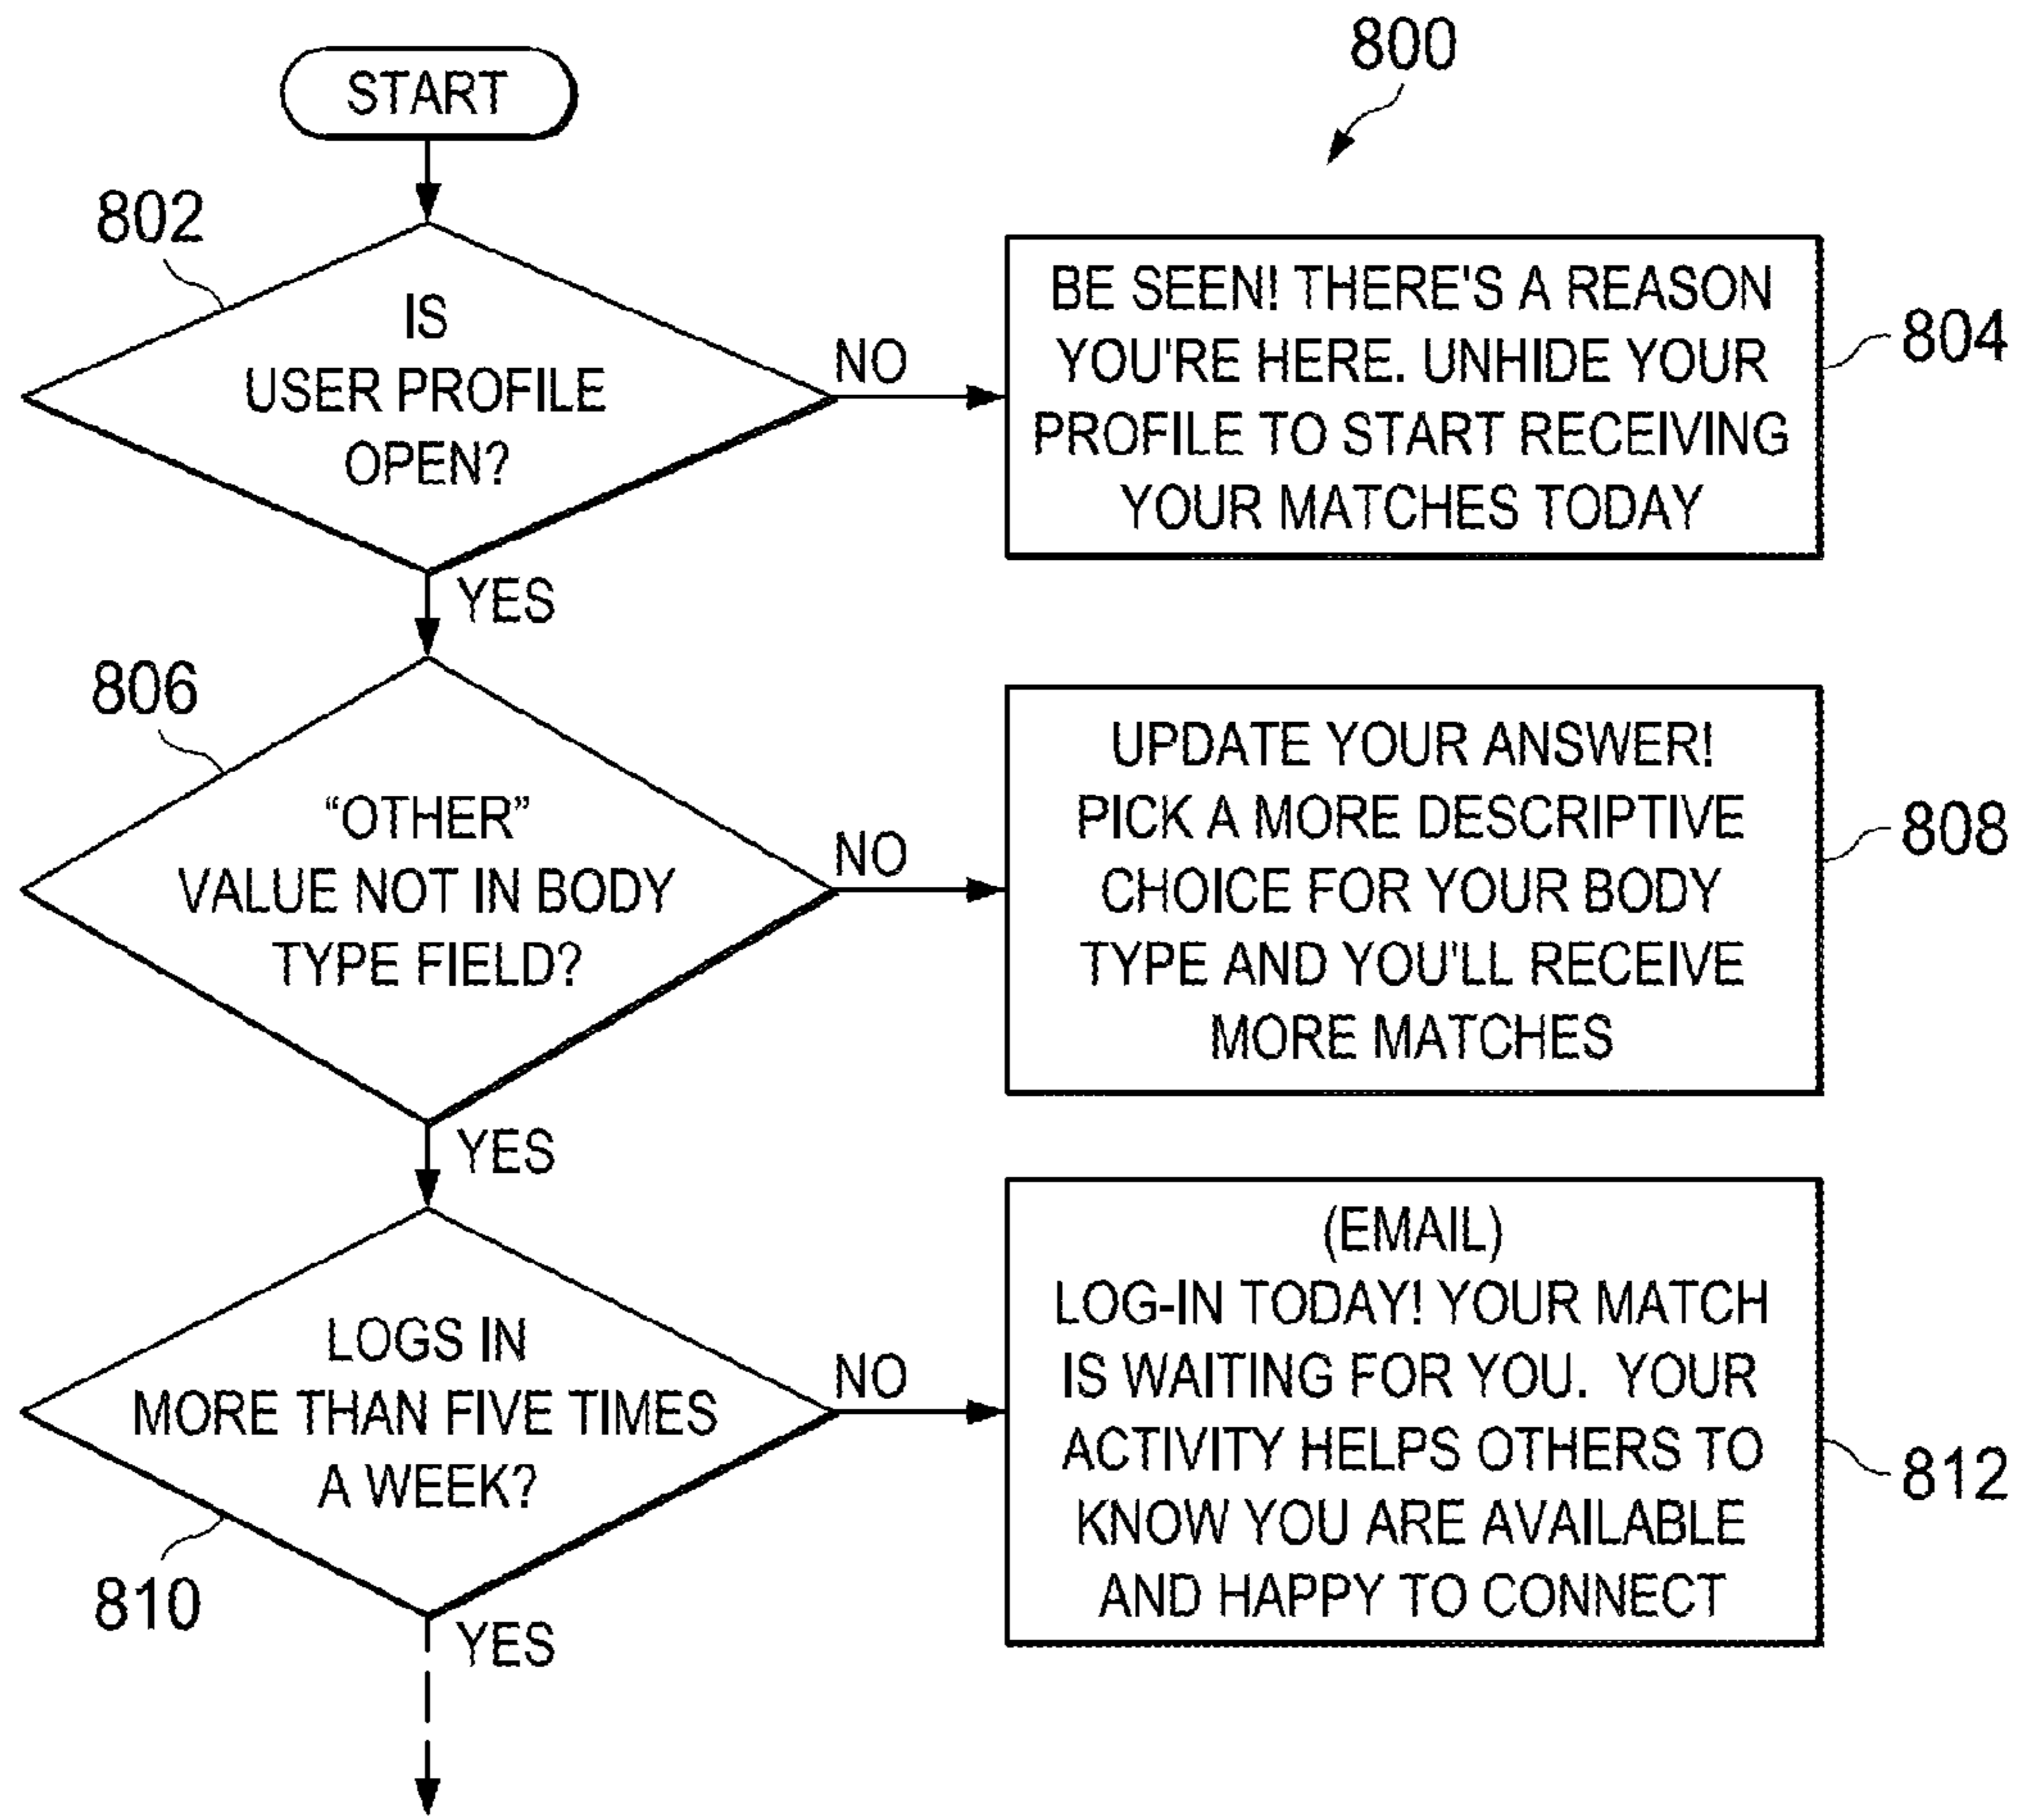 800
START
802
IS
USER PROFILE
OPEN?
NO
BE SEEN! THERE'S A REASON
YOU'RE HERE. UNHIDE YOUR
PROFILE TO START RECEIVING
YOUR MATCHES TODAY
804
YES
806
“OTHER”
VALUE NOT IN BODY
TYPE FIELD?
NO
UPDATE YOUR ANSWER!
PICK A MORE DESCRIPTIVE
CHOICE FOR YOUR BODY
TYPE AND YOU'LL RECEIVE
MORE MATCHES
808
YES
LOGS IN
MORE THAN FIVE TIMES
A WEEK?
810
NO
(EMAIL)
LOG-IN TODAY! YOUR MATCH
IS WAITING FOR YOU. YOUR
ACTIVITY HELPS OTHERS TO
KNOW YOU ARE AVAILABLE
AND HAPPY TO CONNECT
812
YES